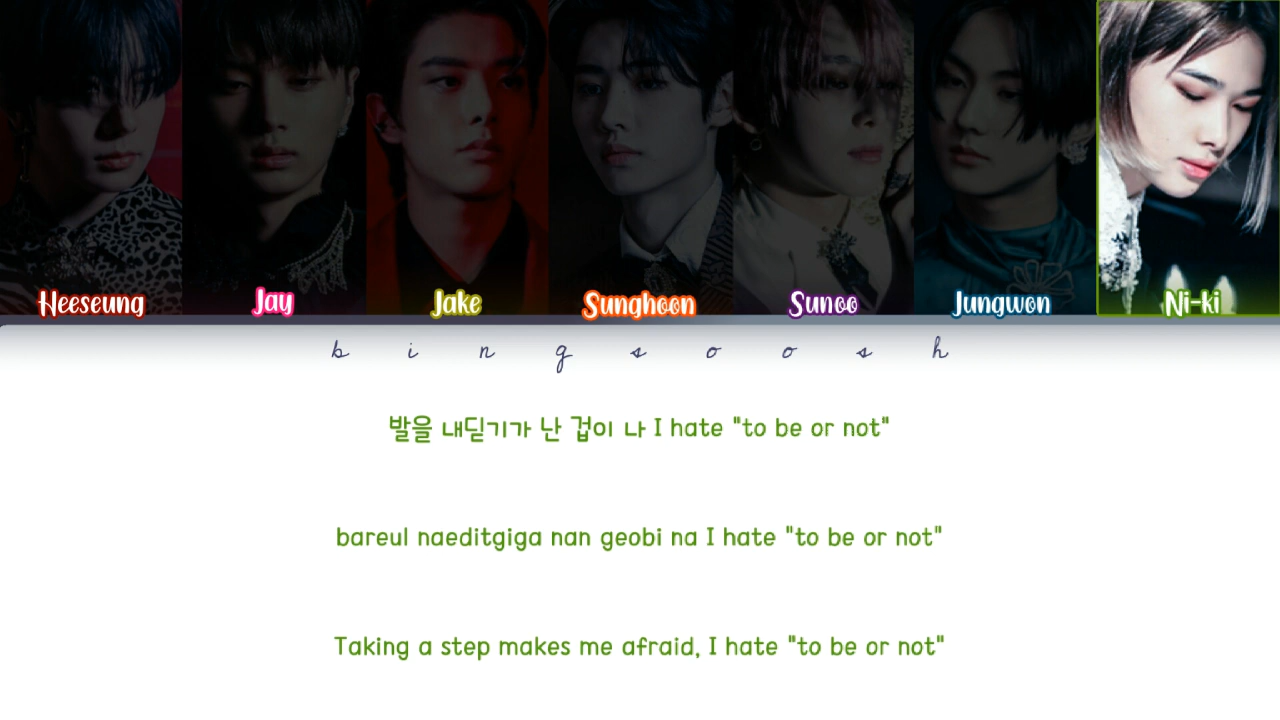 Heeseung Jay Jake Sunghoon Sunoo Jungwon Ni-ki
bingsoosh
발을 내딛기가 난 겁이 나 I hate "to be or not"
bareul naeditgiga nan geobi na I hate "to be or not"
Taking a step makes me afraid, I hate "to be or not"